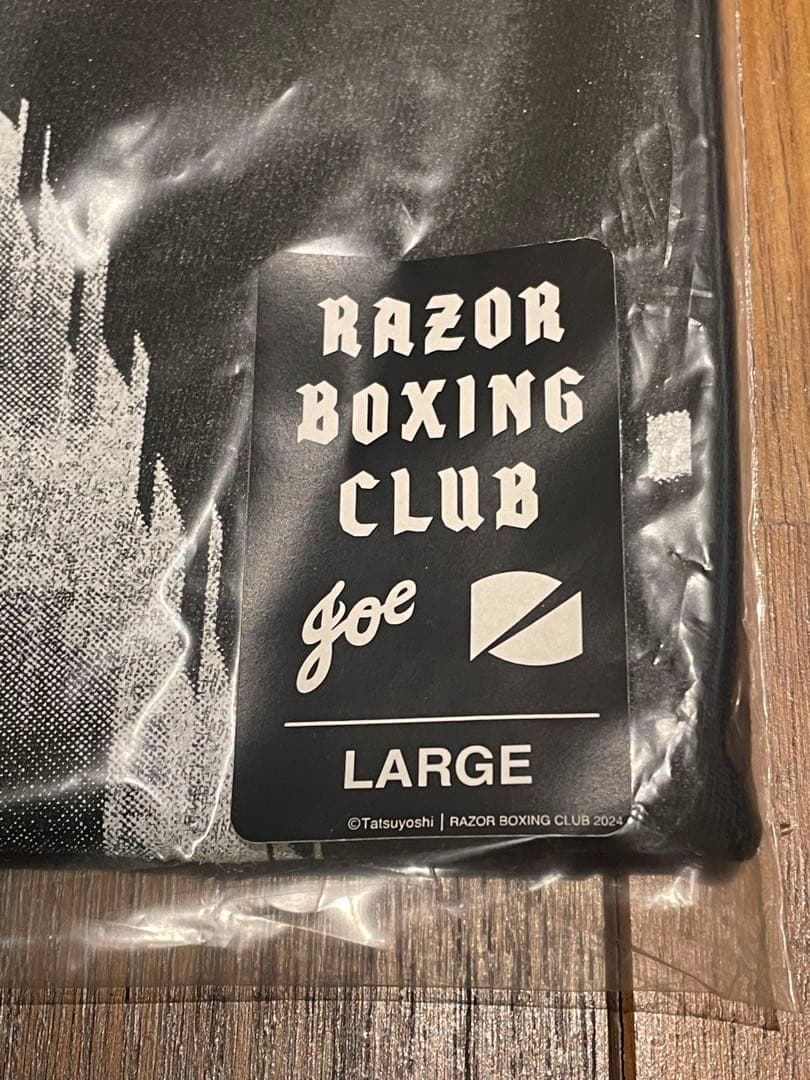 RAZOR
BOXING
CLUB
Joe
LARGE
©Tatsuyoshi | RAZOR BOXING CLUB 2024